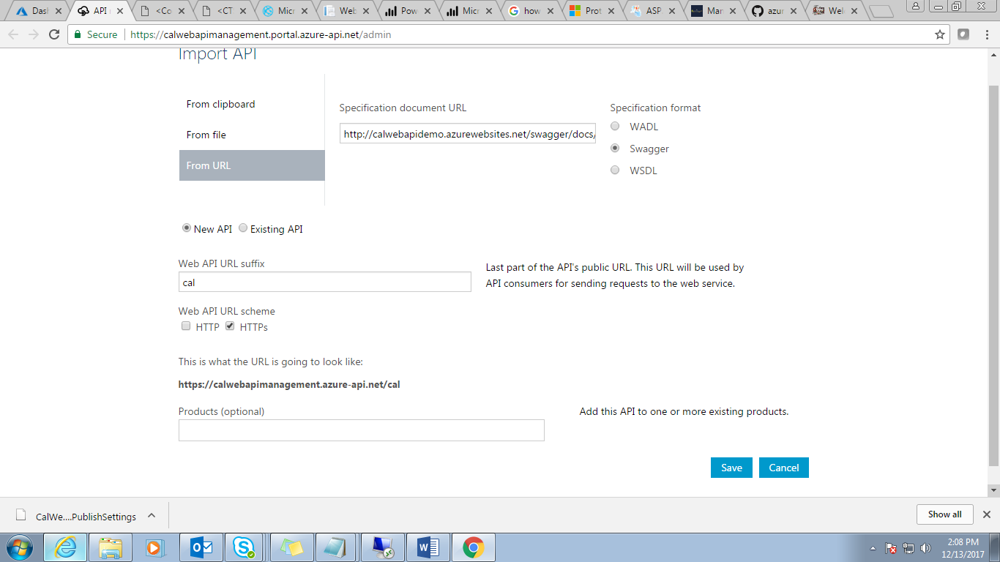 Dash
API
<Co
<CT
Micr
Web
Pow
Micr
how
Prot
ASP.
Mar
azur
Wel
Secure
https://calwebapimanagement.portal.azure-api.net/admin
Import API
From clipboard
From file
From URL
Specification document URL
http://calwebapidemo.azurewebsites.net/swagger/docs/
Specification format
WADL
Swagger
WSDL
New API
Existing API
Web API URL suffix
cal
Last part of the API's public URL. This URL will be used by
API consumers for sending requests to the web service.
Web API URL scheme
HTTP
HTTPs
This is what the URL is going to look like:
https://calwebapimanagement.azure-api.net/cal
Products (optional)
Add this API to one or more existing products.
Save
Cancel
CalWe....PublishSettings
Show all
2:08 PM
12/13/2017